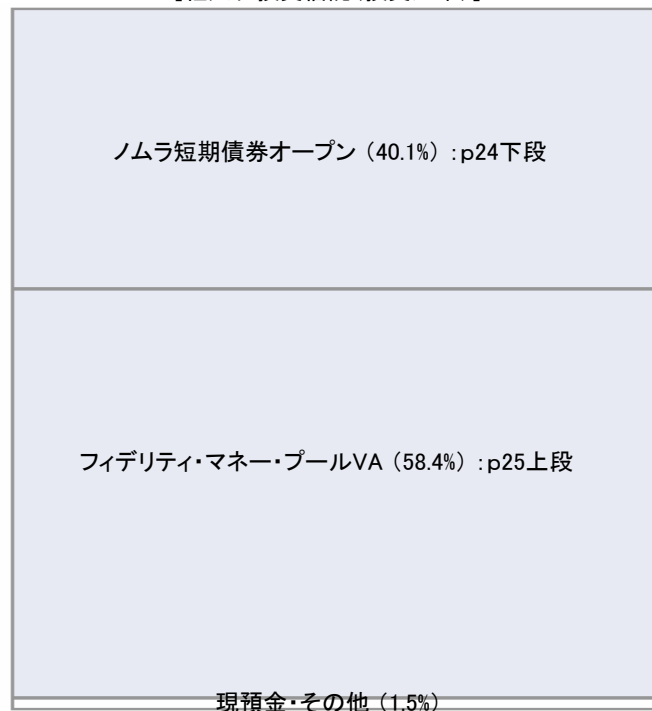 ノムラ短期債券オープン (40.1%) :p24下段
フィデリティ・マネー・プールVA (58.4%) :p25上段
現預金・その他 (1.5%)